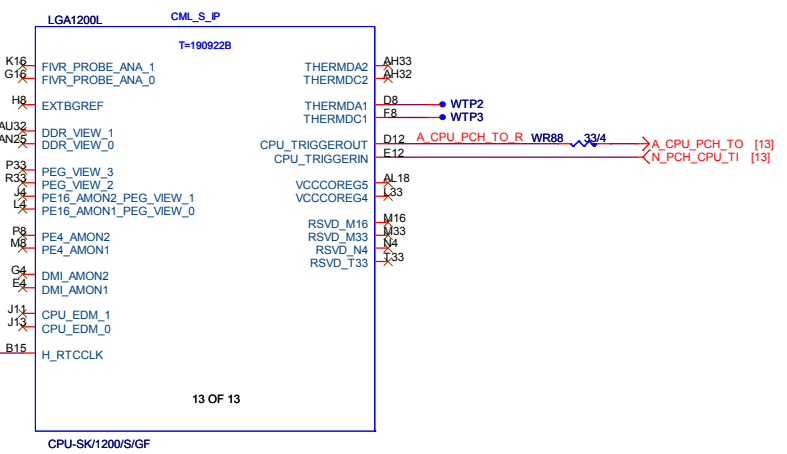 LGA1200L
CML_S_IP
T=190922B
K16 FIVR_PROBE_ANA_1
G16 FIVR_PROBE_ANA_0
H8 EXTBGREF
AU32 DDR_VIEW_1
AN25 DDR_VIEW_0
P33 PEG_VIEW_3
R33 PEG_VIEW_2
J4 PE16_AMON2_PEG_VIEW_1
L4 PE16_AMON1_PEG_VIEW_0
P8 PE4_AMON2
M8 PE4_AMON1
G4 DMI_AMON2
E4 DMI_AMON1
J11 CPU_EDM_1
J13 CPU_EDM_0
B15 H_RTCCLK
THERMDA2 AH33
THERMDC2 AH32
THERMDA1 D8 WTP2
THERMDC1 F8 WTP3
CPU_TRIGGEROUT D12 A_CPU_PCH_TO_R WR88 33/4 A_CPU_PCH_TO [13]
CPU_TRIGGERIN E12 N_PCH_CPU_TI [13]
VCCCOREG5 AL18
VCCCOREG4 L33
RSVD_M16 M16
RSVD_M33 M33
RSVD_N4 N4
RSVD_T33 T33
13 OF 13
CPU-SK/1200/S/GF